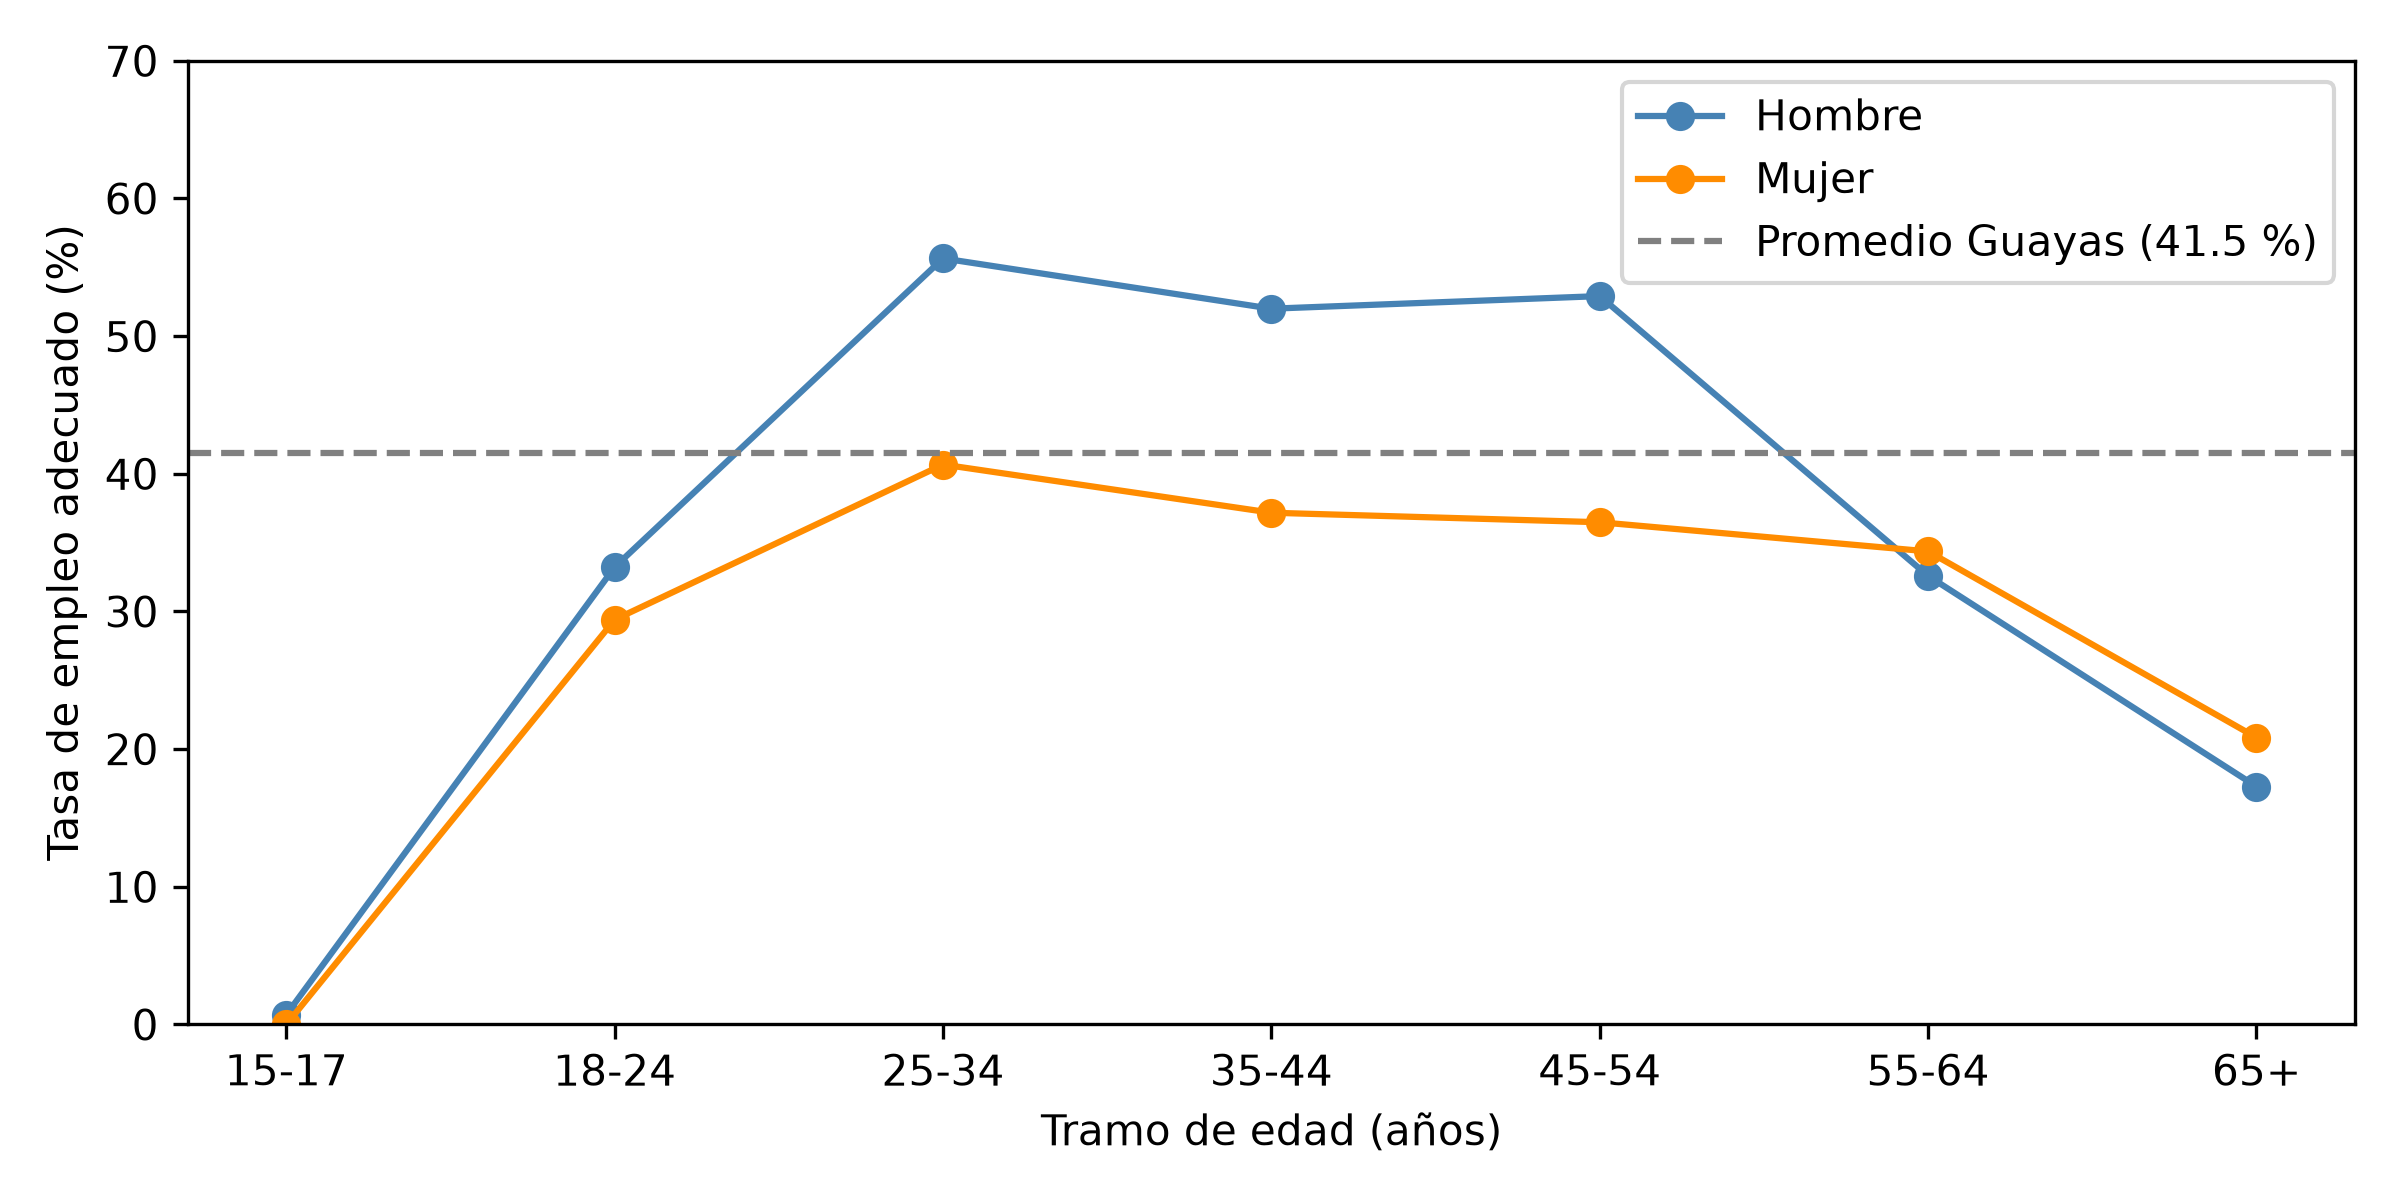 70
60
50
40
30
20
10
0
Tasa de empleo adecuado (%)
Hombre
Mujer
Promedio Guayas (41.5 %)
15-17 18-24 25-34 35-44 45-54 55-64 65+
Tramo de edad (años)